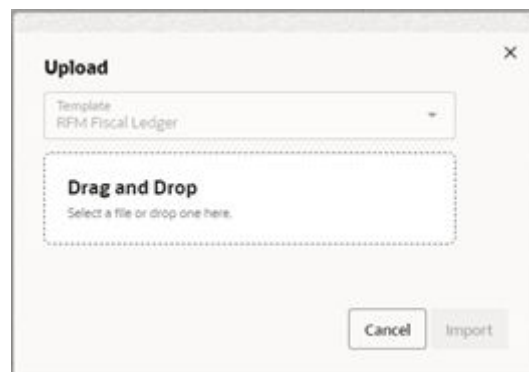 Upload
Template
RFM Fiscal Ledger
Drag and Drop
Select a file or drop one here.
Cancel
Import